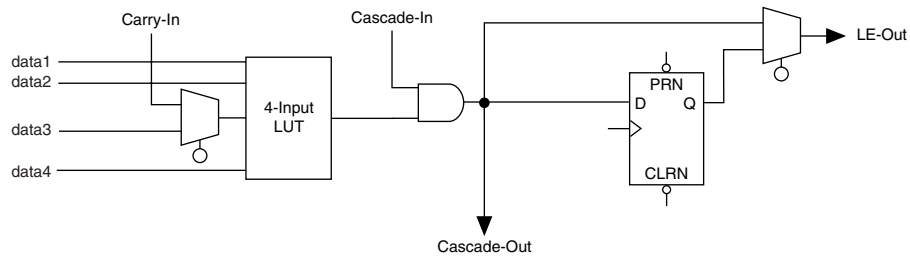 Carry-In
Cascade-In
LE-Out
data1
data2
PRN
4-Input
LUT
D
Q
data3
CLRN
data4
Cascade-Out